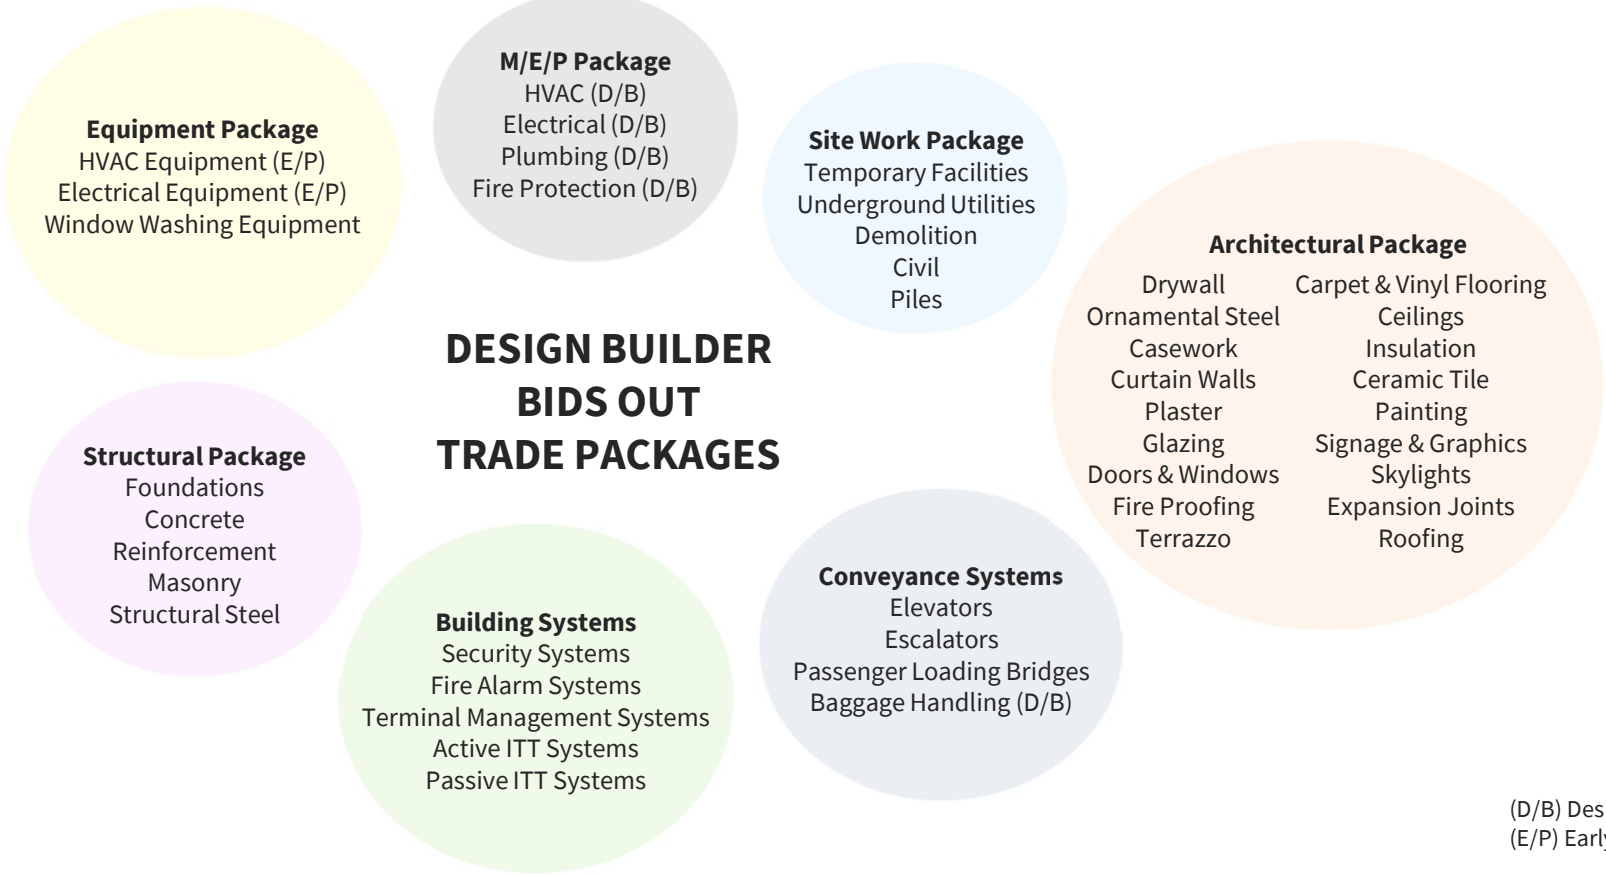 Equipment Package
HVAC Equipment (E/P)
Electrical Equipment (E/P)
Window Washing Equipment
M/E/P Package
HVAC (D/B)
Electrical (D/B)
Plumbing (D/B)
Fire Protection (D/B)
Site Work Package
Temporary Facilities
Underground Utilities
Demolition
Civil
Piles
Architectural Package
Drywall
Ornamental Steel
Casework
Curtain Walls
Plaster
Glazing
Doors & Windows
Fire Proofing
Terrazzo
Carpet & Vinyl Flooring
Ceilings
Insulation
Ceramic Tile
Painting
Signage & Graphics
Skylights
Expansion Joints
Roofing
DESIGN BUILDER
BIDS OUT
TRADE PACKAGES
Structural Package
Foundations
Concrete
Reinforcement
Masonry
Structural Steel
Building Systems
Security Systems
Fire Alarm Systems
Terminal Management Systems
Active ITT Systems
Passive ITT Systems
Conveyance Systems
Elevators
Escalators
Passenger Loading Bridges
Baggage Handling (D/B)
(D/B) Des
(E/P) Early